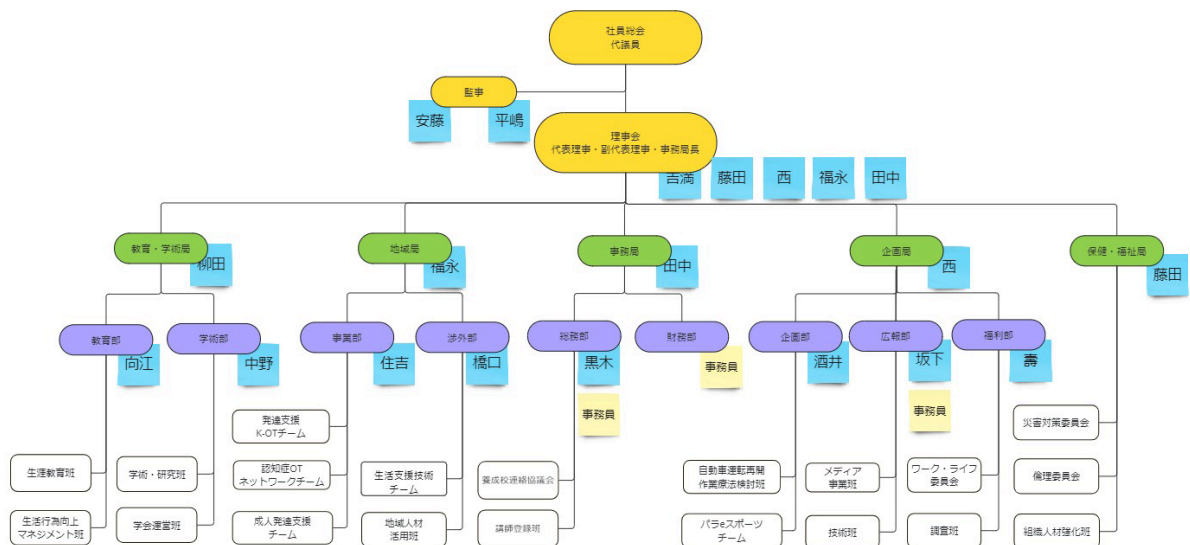 社員総会
代議員
監事
安藤
平嶋
理事会
代表理事・副代表理事・事務局長
吉満
藤田
西
福永
田中
教育・学術局
柳田
地域局
福永
事務局
田中
企画局
西
保健・福祉局
藤田
教育部
向江
学術部
中野
事業部
住吉
渉外部
橋口
総務部
黒木
事務員
財務部
事務員
企画部
酒井
広報部
坂下
事務員
福利部
壽
発達支援
K-OTチーム
災害対策委員会
生涯教育班
学術・研究班
認知症OT
ネットワークチーム
生活支援技術
チーム
養成校連絡協議会
自動車運転再開
作業療法検討班
メディア
事業班
ワーク・ライフ
委員会
倫理委員会
生活行為向上
マネジメント班
学会運営班
成人発達支援
チーム
地域人材
活用班
講師登録班
パラeスポーツ
チーム
技術班
調査班
組織人材強化班